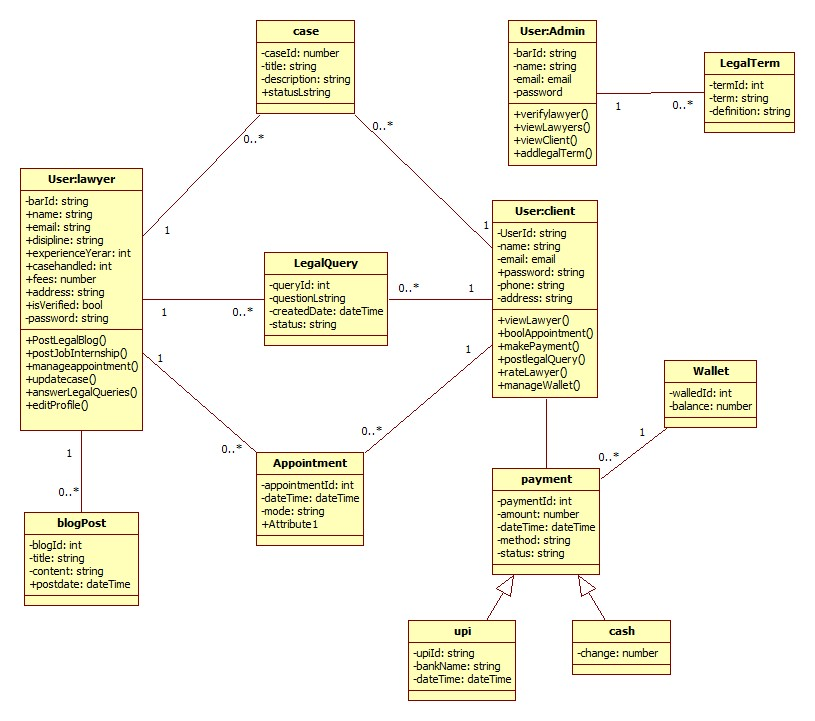 case
-caseId: number
-title: string
-description: string
+statusLstring
User:Admin
-barId: string
-name: string
-email: email
-password
+verifylawyer()
+viewLawyers()
+viewClient()
+addlegalTerm()
LegalTerm
-termId: int
-term: string
-definition: string
1
0..*
0..*
0..*
User:lawyer
-barId: string
+name: string
+email: string
+disipline: string
+experienceYerar: int
+casehandled: int
+fees: number
+address: string
+isVerified: bool
-password: string
+PostLegalBlog()
+postJobInternship()
+manageappointment()
+updatecase()
+answerLegalQueries()
+editProfile()
1
1
User:client
-UserId: string
-name: string
-email: email
+password: string
-phone: string
-address: string
+viewLawyer()
+boolAppointment()
+makePayment()
+postlegalQuery()
+rateLawyer()
+manageWallet()
LegalQuery
-queryId: int
-questionLstring
-createdDate: dateTime
-status: string
1
0..*
0..*
1
1
1
0..*
0..*
Wallet
-walledId: int
-balance: number
1
0..*
1
0..*
Appointment
-appointmentId: int
-dateTime: dateTime
-mode: string
+Attribute1
payment
-paymentId: int
-amount: number
-dateTime: dateTime
-method: string
-status: string
blogPost
-blogId: int
-title: string
-content: string
+postdate: dateTime
upi
-upiId: string
-bankName: string
-dateTime: dateTime
cash
-change: number